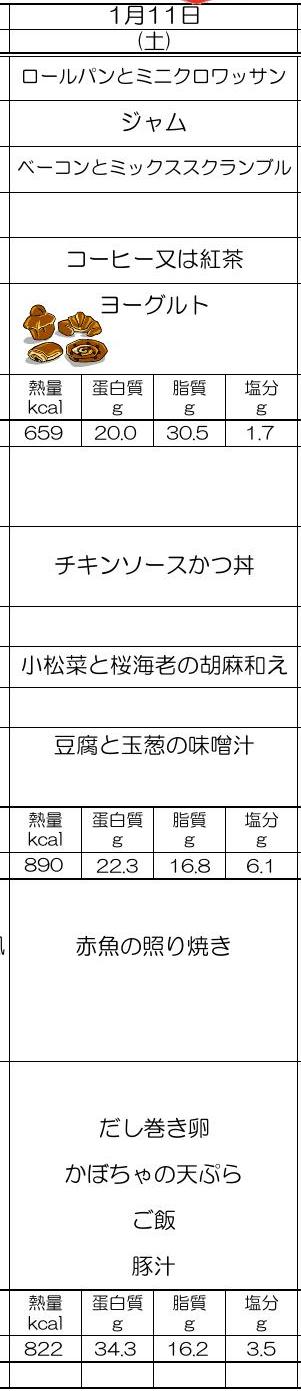 1月11日
(土)
ロールパンとミニクロワッサン
ジャム
ベーコンとミックススクランブル
コーヒー又は紅茶
ヨーグルト
熱量 蛋白質 脂質 塩分
kcal g g g
659 20.0 30.5 1.7
チキンソースかつ丼
小松菜と桜海老の胡麻和え
豆腐と玉葱の味噌汁
熱量 蛋白質 脂質 塩分
kcal g g g
890 22.3 16.8 6.1
赤魚の照り焼き
だし巻き卵
かぼちゃの天ぷら
ご飯
豚汁
熱量 蛋白質 脂質 塩分
kcal g g g
822 34.3 16.2 3.5